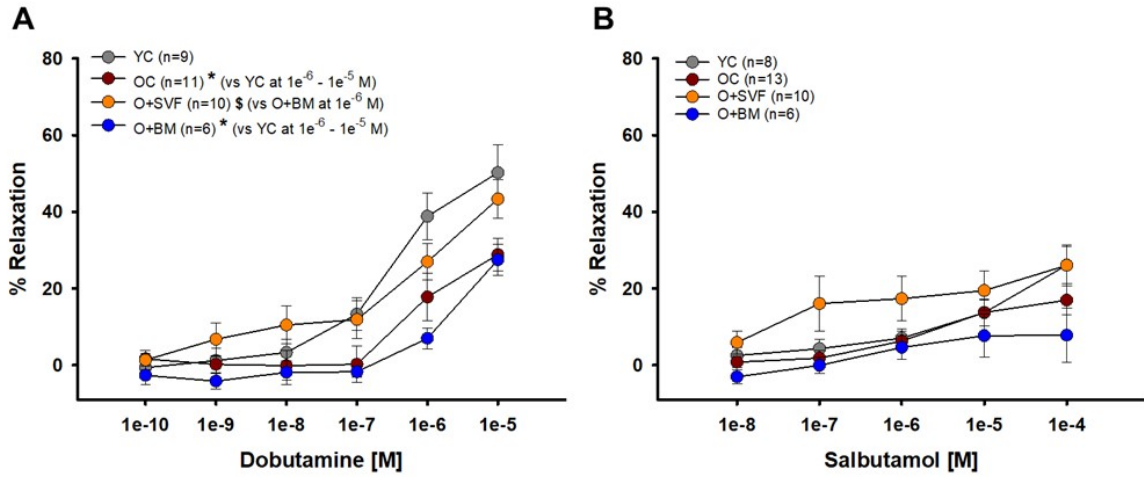 A
YC (n=9)
OC (n=11) * (vs YC at 1e⁻⁶ - 1e⁻⁵ M)
O+SVF (n=10) $ (vs O+BM at 1e⁻⁶ M)
O+BM (n=6) * (vs YC at 1e⁻⁶ - 1e⁻⁵ M)
% Relaxation
80
60
40
20
0
1e-10 1e-9 1e-8 1e-7 1e-6 1e-5
Dobutamine [M]
B
YC (n=8)
OC (n=13)
O+SVF (n=10)
O+BM (n=6)
% Relaxation
80
60
40
20
0
1e-8 1e-7 1e-6 1e-5 1e-4
Salbutamol [M]